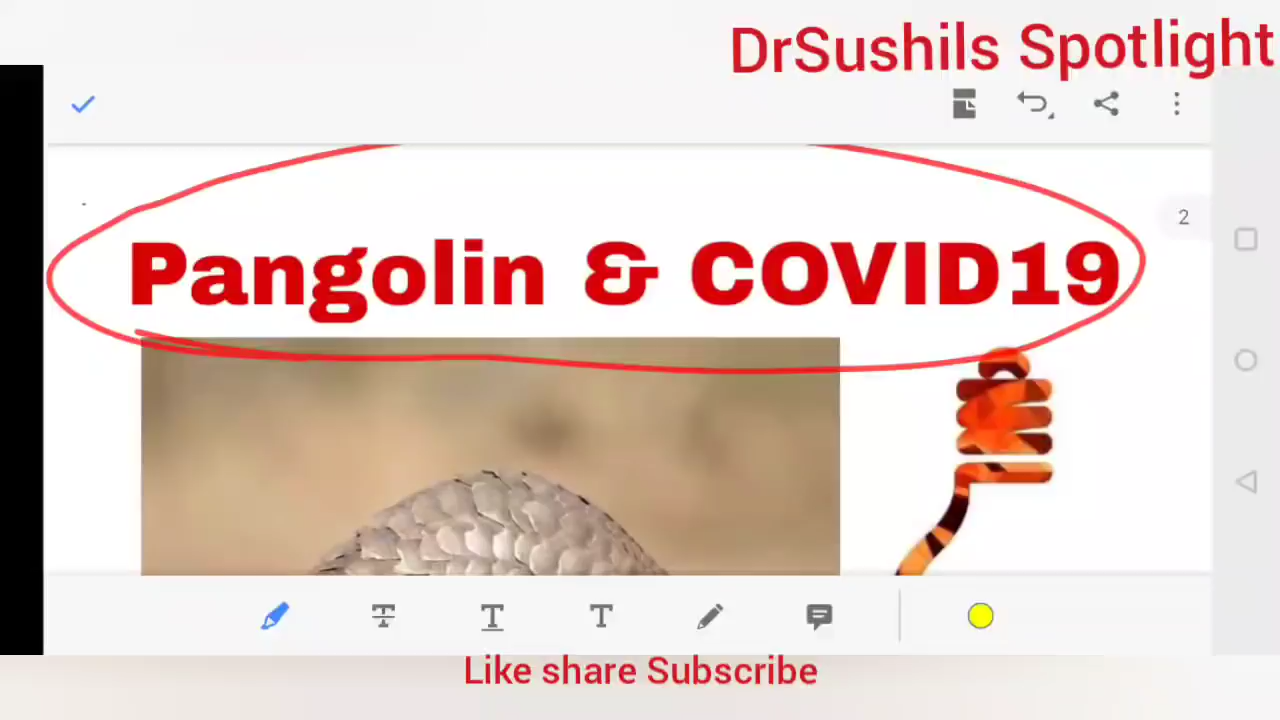 DrSushils Spotlight
2
Pangolin & COVID19
T T T
Like share Subscribe